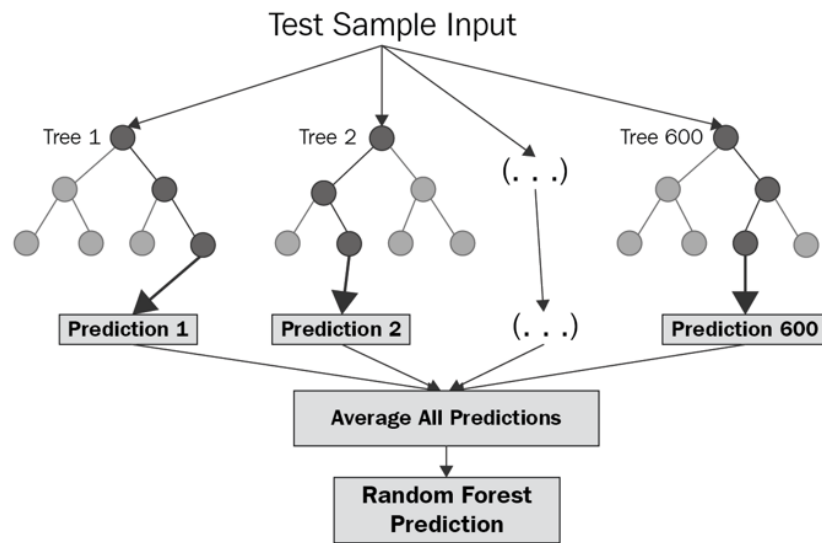 Test Sample Input
Tree 1
Tree 2
Tree 600
(. . .)
Prediction 1
Prediction 2
(. . .)
Prediction 600
Average All Predictions
Random Forest
Prediction